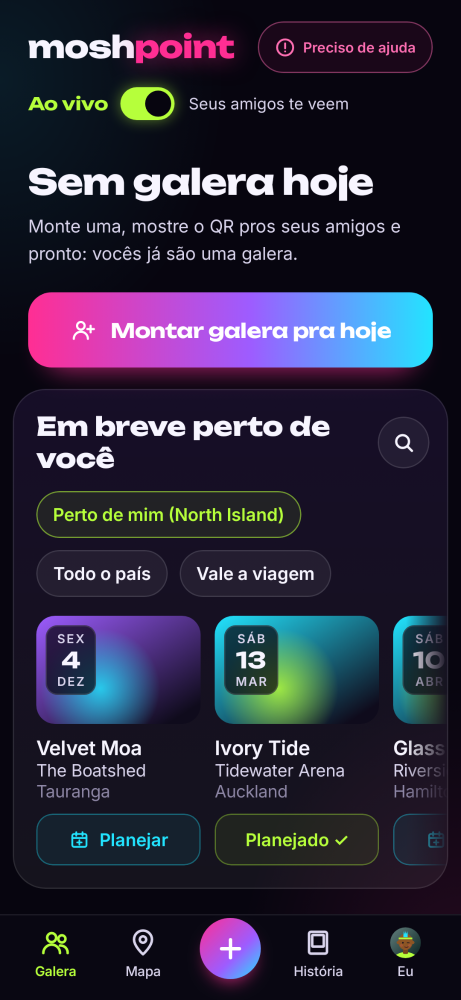 moshpoint
Preciso de ajuda
Ao vivo
Seus amigos te veem
Sem galera hoje
Monte uma, mostre o QR pros seus amigos e
pronto: vocês já são uma galera.
Montar galera pra hoje
Em breve perto de
você
Perto de mim (North Island)
Todo o país
Vale a viagem
SEX
4
DEZ
Velvet Moa
The Boatshed
Tauranga
Planejar
SÁB
13
MAR
Ivory Tide
Tidewater Arena
Auckland
Planejado ✓
SÁB
10
ABR
Glass
Galera
Mapa
História
Eu